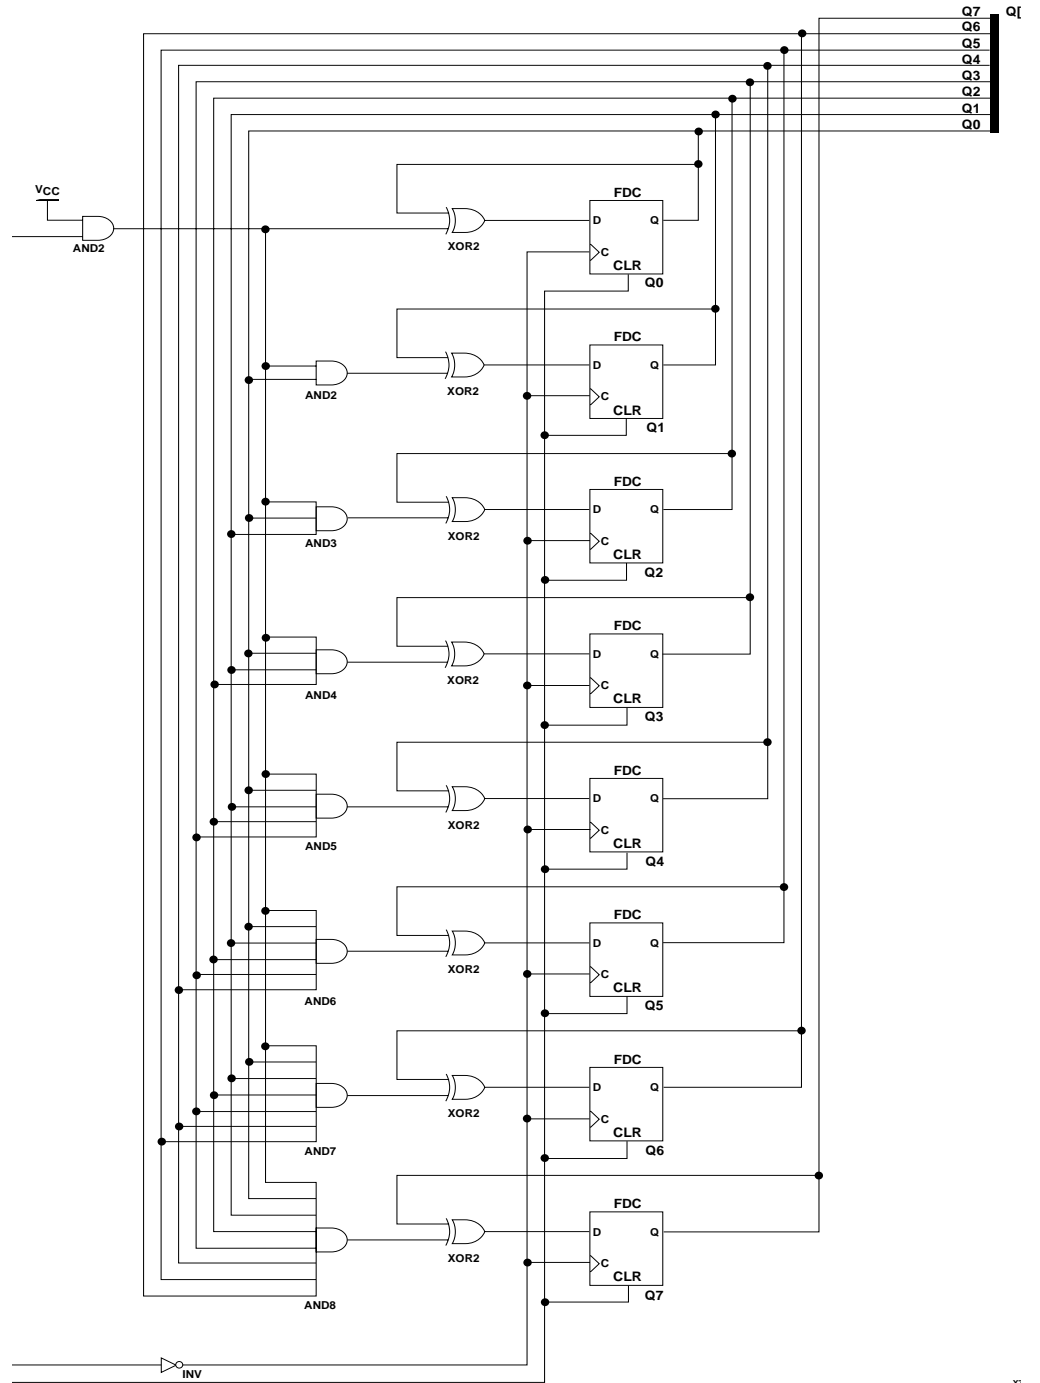 Q7 Q[
Q6
Q5
Q4
Q3
Q2
Q1
Q0
VCC
AND2
FDC
D Q
C
CLR
Q0
XOR2
FDC
D Q
C
CLR
Q1
XOR2
AND2
FDC
D Q
C
CLR
Q2
XOR2
AND3
FDC
D Q
C
CLR
Q3
XOR2
AND4
FDC
D Q
C
CLR
Q4
XOR2
AND5
FDC
D Q
C
CLR
Q5
XOR2
AND6
FDC
D Q
C
CLR
Q6
XOR2
AND7
FDC
D Q
C
CLR
Q7
XOR2
AND8
INV